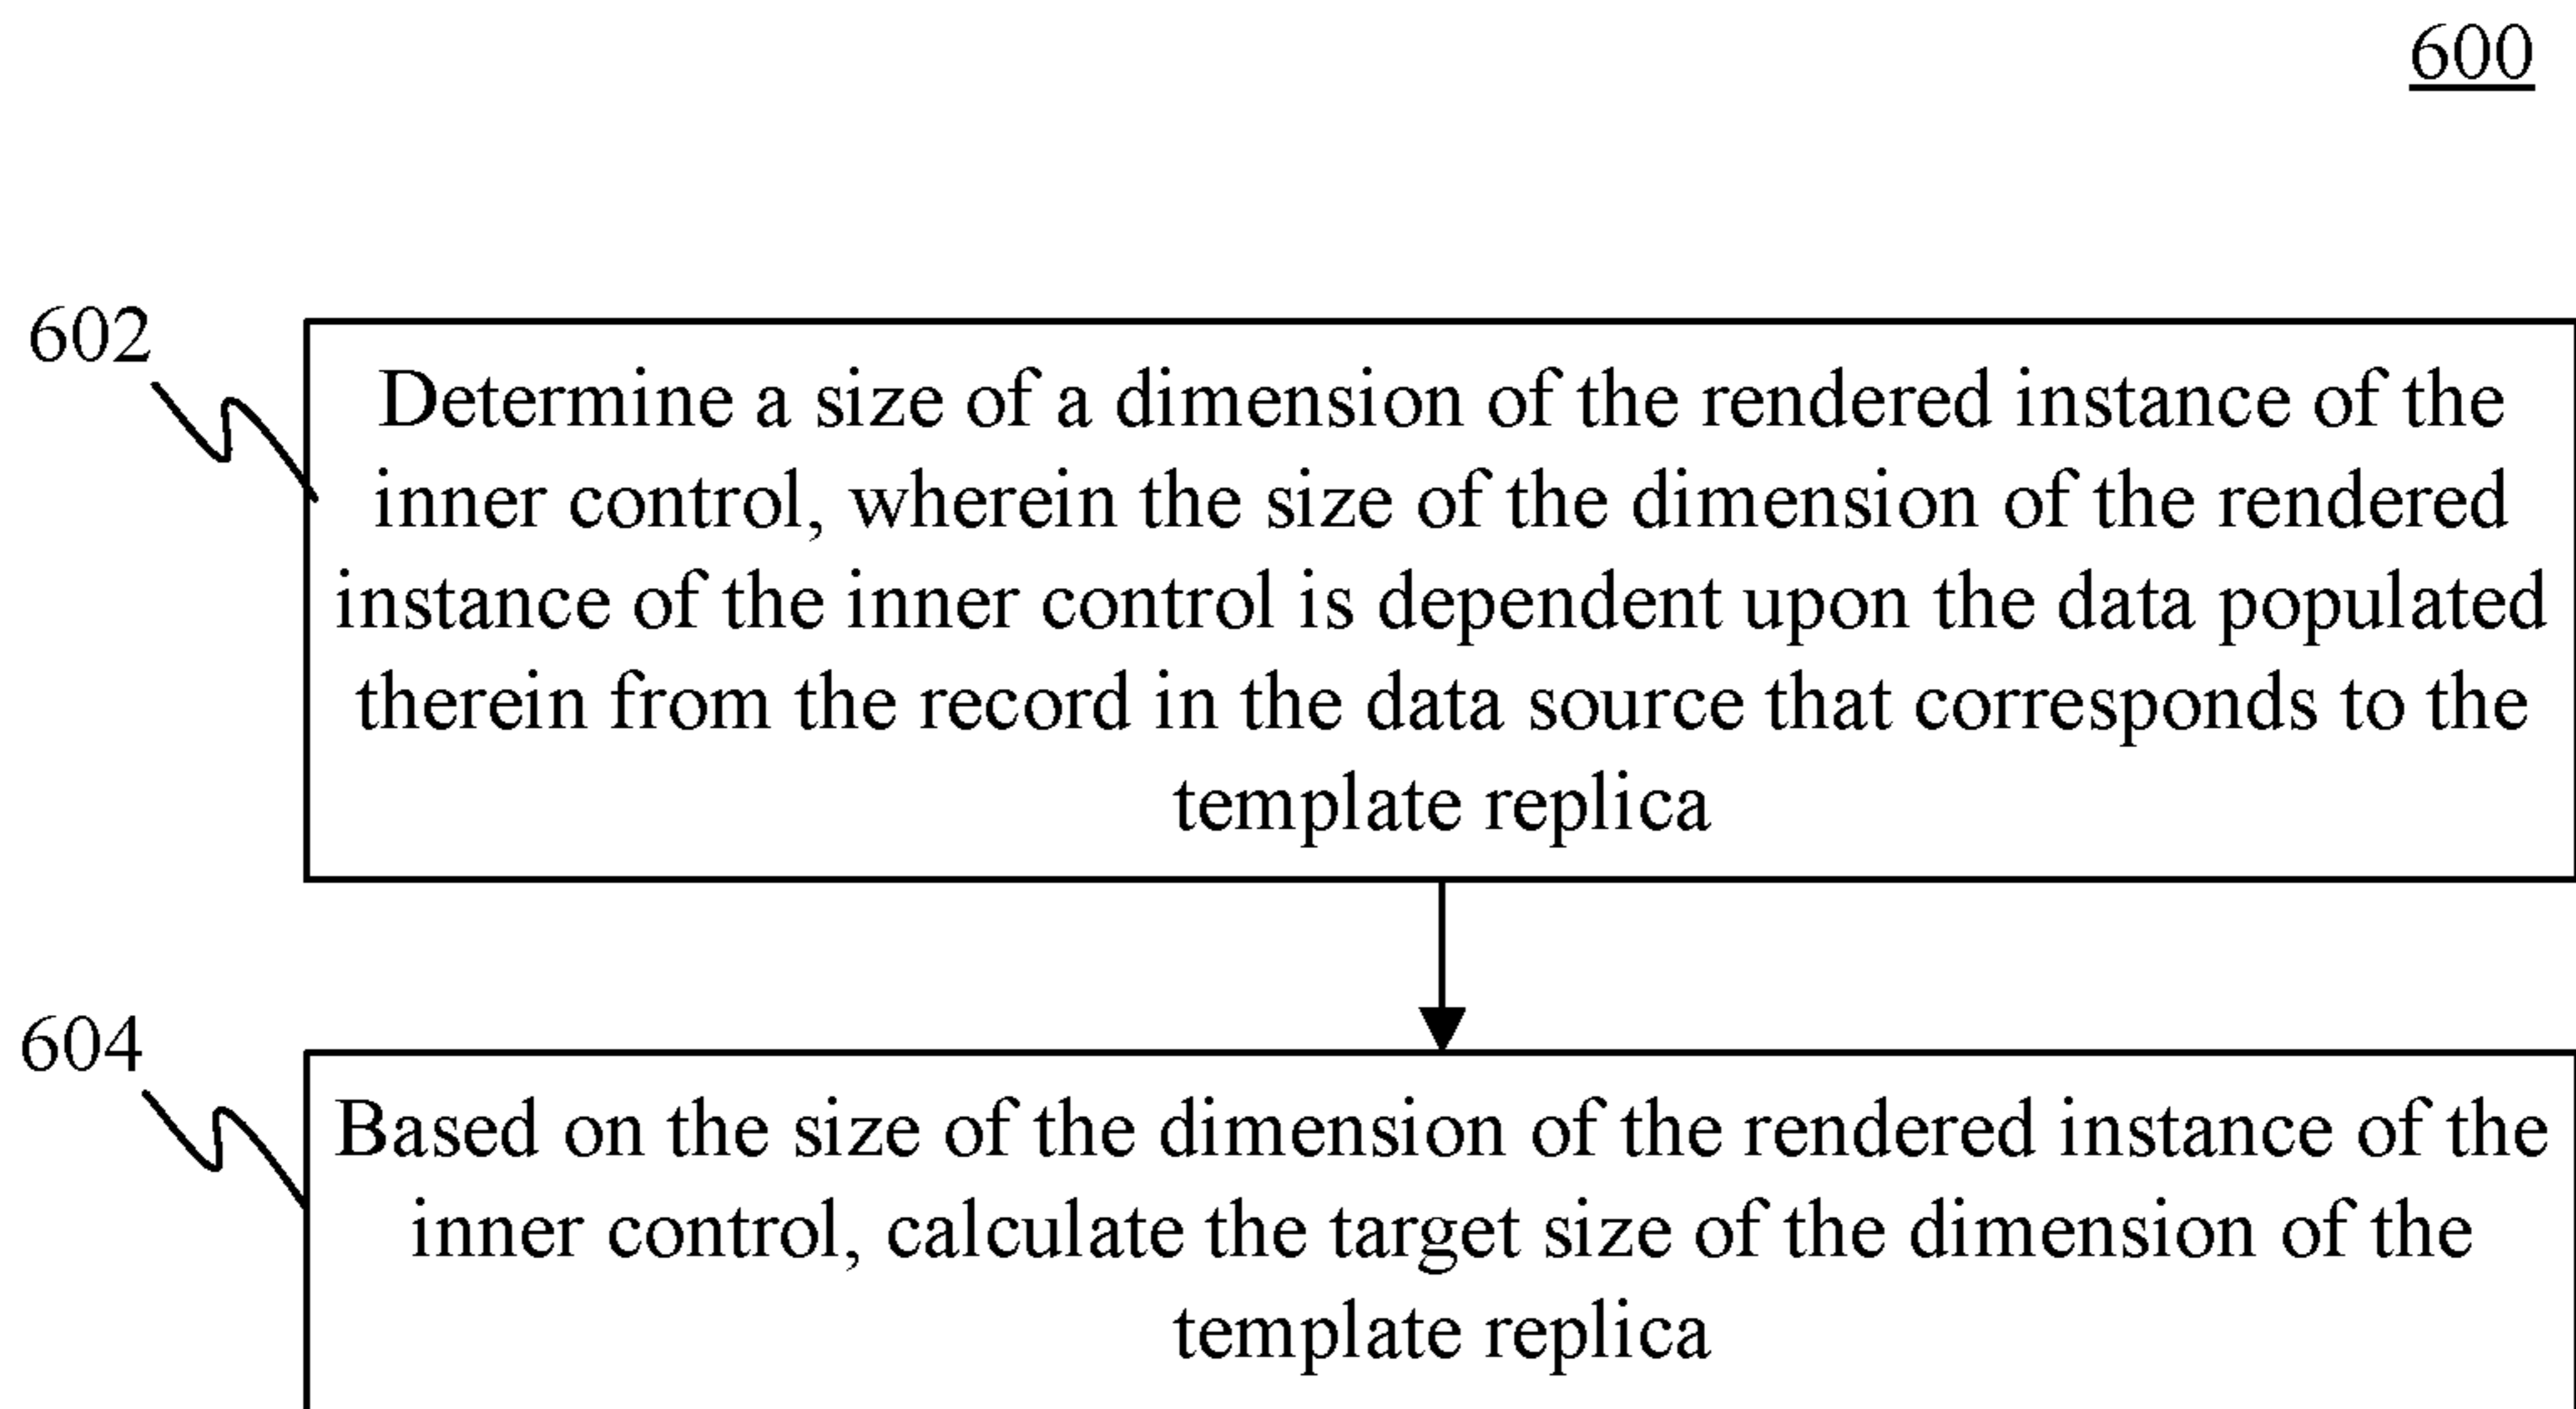 600
602
Determine a size of a dimension of the rendered instance of the
inner control, wherein the size of the dimension of the rendered
instance of the inner control is dependent upon the data populated
therein from the record in the data source that corresponds to the
template replica
604
Based on the size of the dimension of the rendered instance of the
inner control, calculate the target size of the dimension of the
template replica